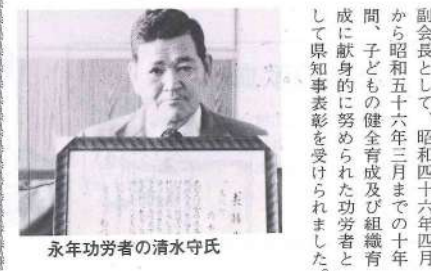 副会長として、昭和四十六年四月
から昭和五十六年三月までの十年
間、子どもの健全育成及び組織育
成に献身的に努められた功労者と
して県知事表彰を受けられました。
永年功労者の清水守氏